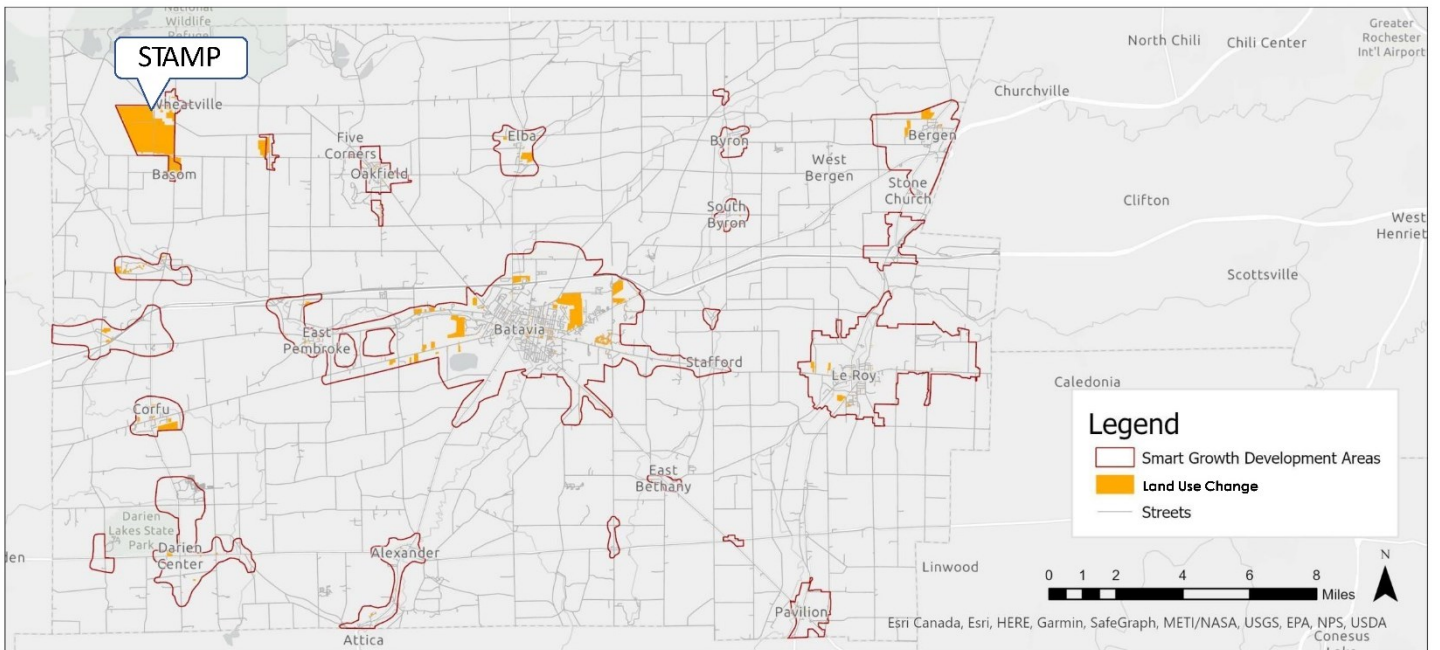 National
Wildlife
Refuge
STAMP
Wheatville
Basom
Five
Corners
Oakfield
Elba
Byron
South
Byron
West
Bergen
Bergen
Stone
Church
North Chili
Chili Center
Greater
Rochester
Int'l Airport
Churchville
Clifton
West
Henriet
Scottsville
East
Pembroke
Batavia
Stafford
Le Roy
Caledonia
Corfu
East
Bethany
Darien
Lakes State
Park
Darien
Center
den
Alexander
Attica
Pavilion
Linwood
Legend
Smart Growth Development Areas
Land Use Change
Streets
0 1 2 4 6 8
Miles
N
Esri Canada, Esri, HERE, Garmin, SafeGraph, METI/NASA, USGS, EPA, NPS, USDA
Conesus